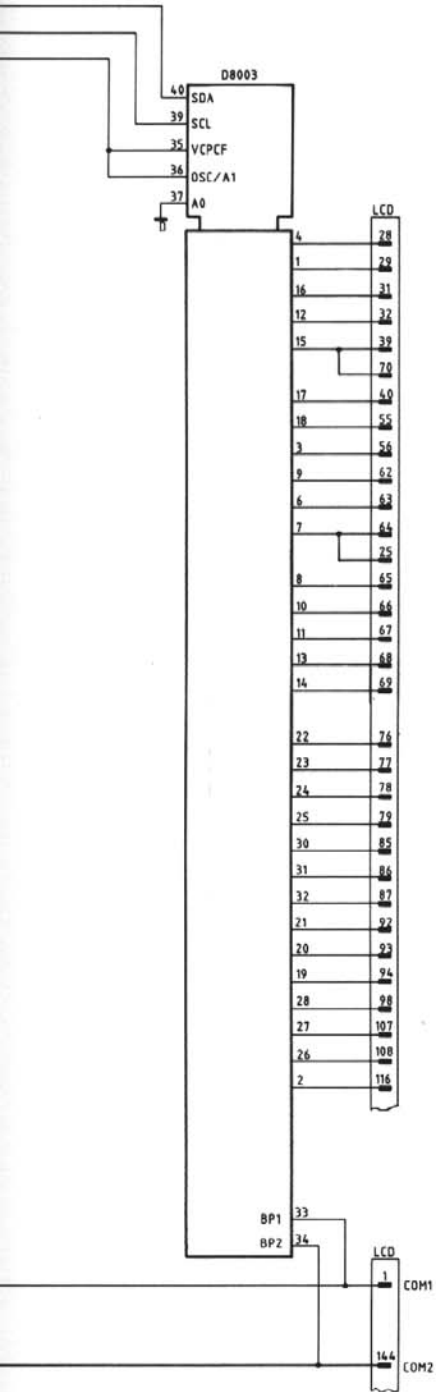 D8003
40 SDA
39 SCL
35 VCPCF
36 OSC/A1
37 A0
LCD
4 28
1 29
16 31
12 32
15 39
70
17 40
18 55
3 56
9 62
6 63
7 64
25
8 65
10 66
11 67
13 68
14 69
22 76
23 77
24 78
25 79
30 85
31 86
32 87
21 92
20 93
19 94
28 98
27 107
26 108
2 116
BP1 33
BP2 34
LCD
1 COM1
144 COM2